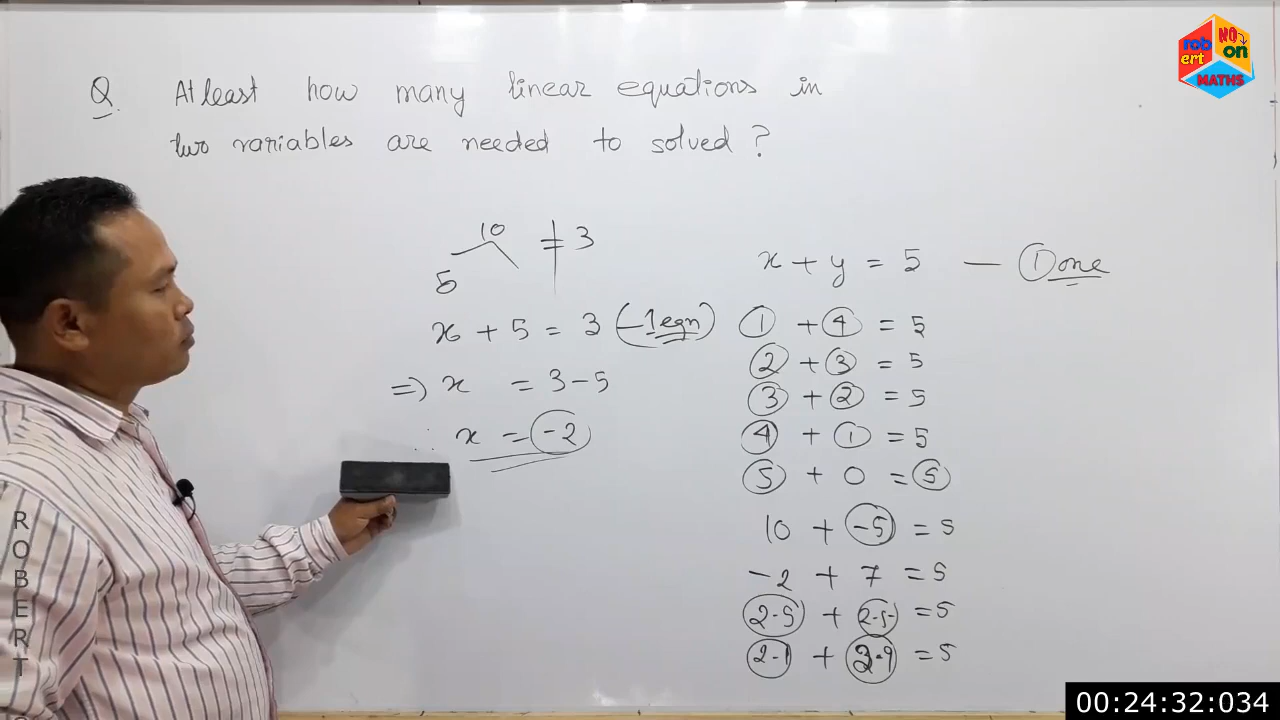 Q. At least how many linear equations in
two variables are needed to solved?
10
5
= 3
x + 5 = 3 (-1 eqn)
=) x = 3-5
∴ x = -2
x + y = 5 — 1 one
1 + 4 = 5
2 + 3 = 5
3 + 2 = 5
4 + 1 = 5
5 + 0 = 5
10 + -5 = 5
-2 + 7 = 5
2.5 + 2.5 = 5
2.1 + 2.9 = 5
robert NO on
MATHS
ROBERT
00:24:32:034